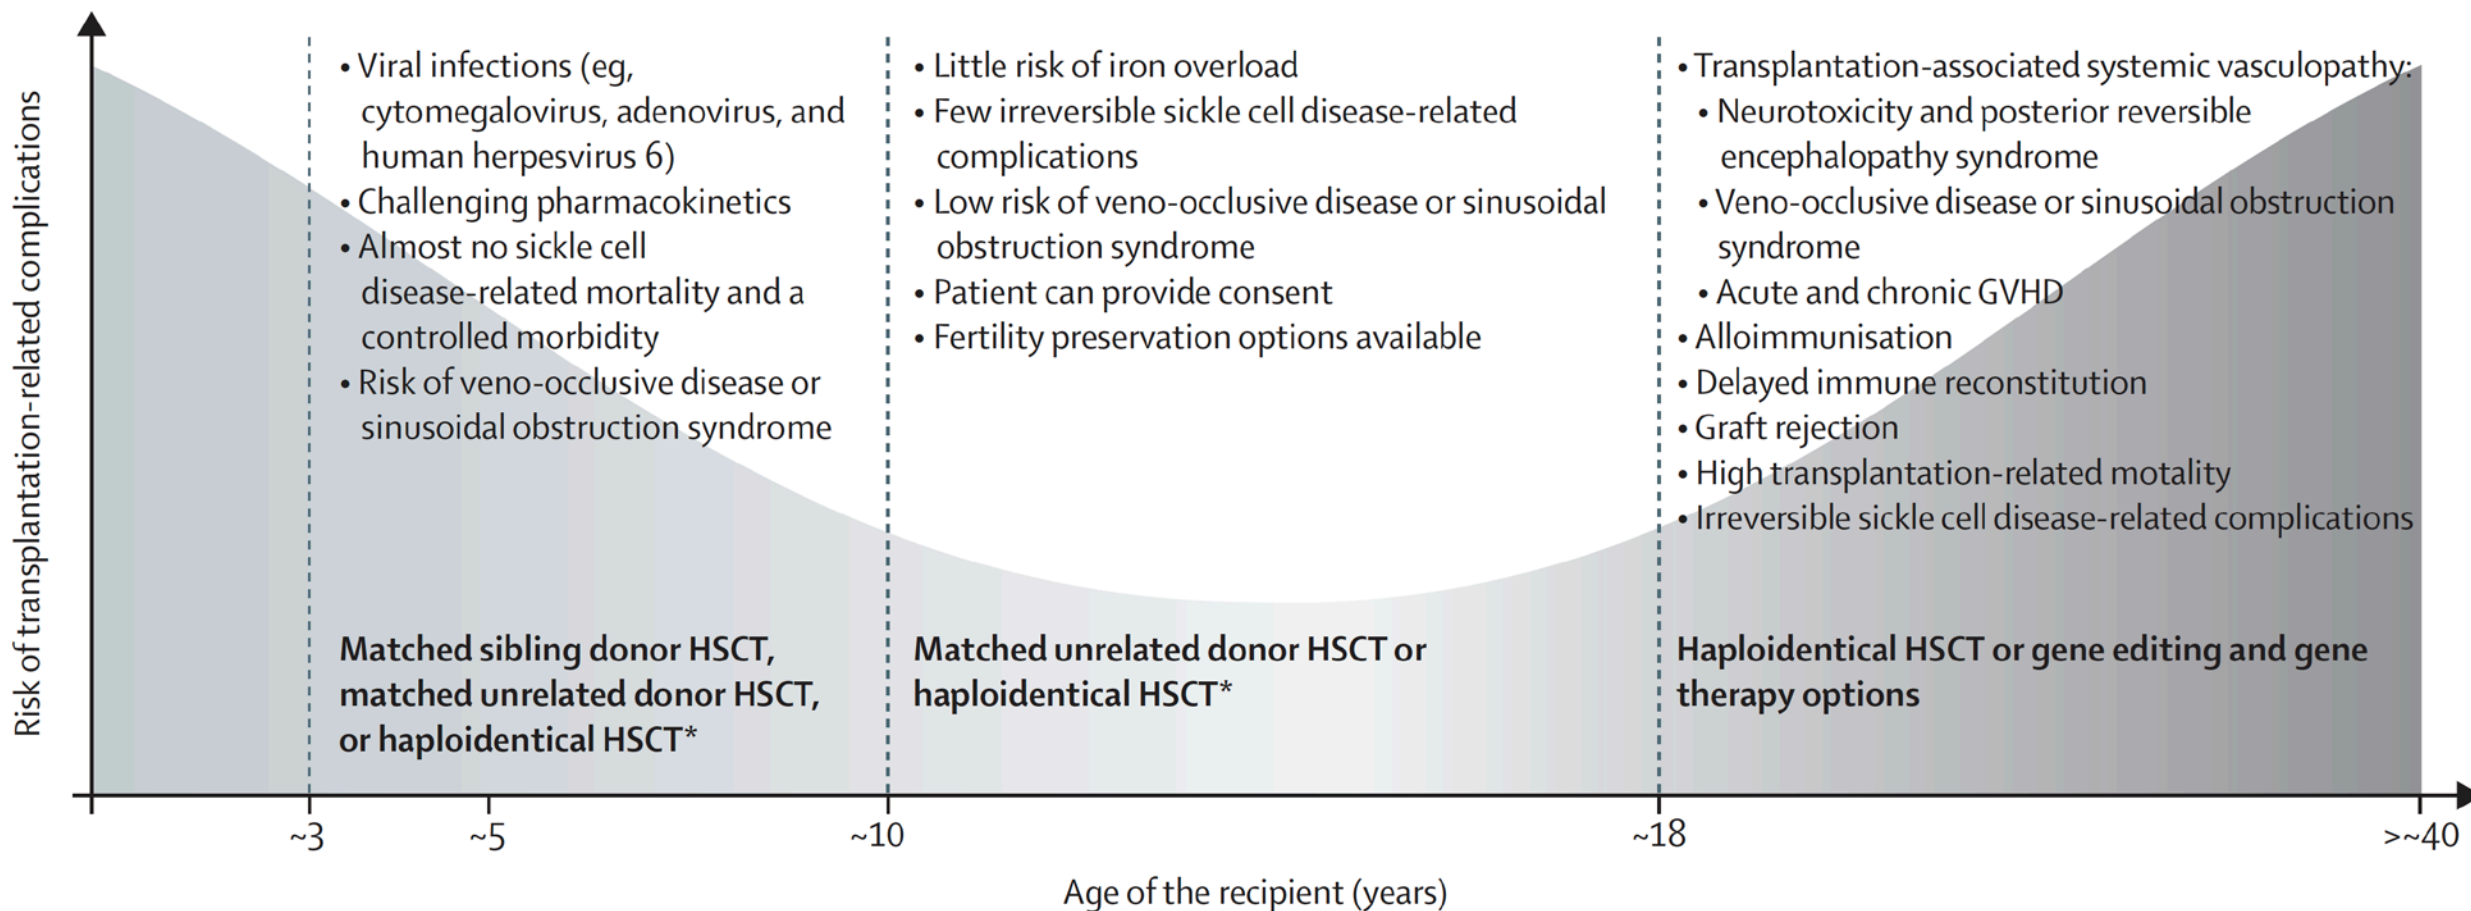 Risk of transplantation-related complications
• Viral infections (eg,
cytomegalovirus, adenovirus, and
human herpesvirus 6)
• Challenging pharmacokinetics
• Almost no sickle cell
disease-related mortality and a
controlled morbidity
• Risk of veno-occlusive disease or
sinusoidal obstruction syndrome
Matched sibling donor HSCT,
matched unrelated donor HSCT,
or haploidentical HSCT*
• Little risk of iron overload
• Few irreversible sickle cell disease-related
complications
• Low risk of veno-occlusive disease or sinusoidal
obstruction syndrome
• Patient can provide consent
• Fertility preservation options available
Matched unrelated donor HSCT or
haploidentical HSCT*
• Transplantation-associated systemic vasculopathy:
• Neurotoxicity and posterior reversible
encephalopathy syndrome
• Veno-occlusive disease or sinusoidal obstruction
syndrome
• Acute and chronic GVHD
• Alloimmunisation
• Delayed immune reconstitution
• Graft rejection
• High transplantation-related motality
• Irreversible sickle cell disease-related complications
Haploidentical HSCT or gene editing and gene
therapy options
~3 ~5 ~10 ~18 >~40
Age of the recipient (years)